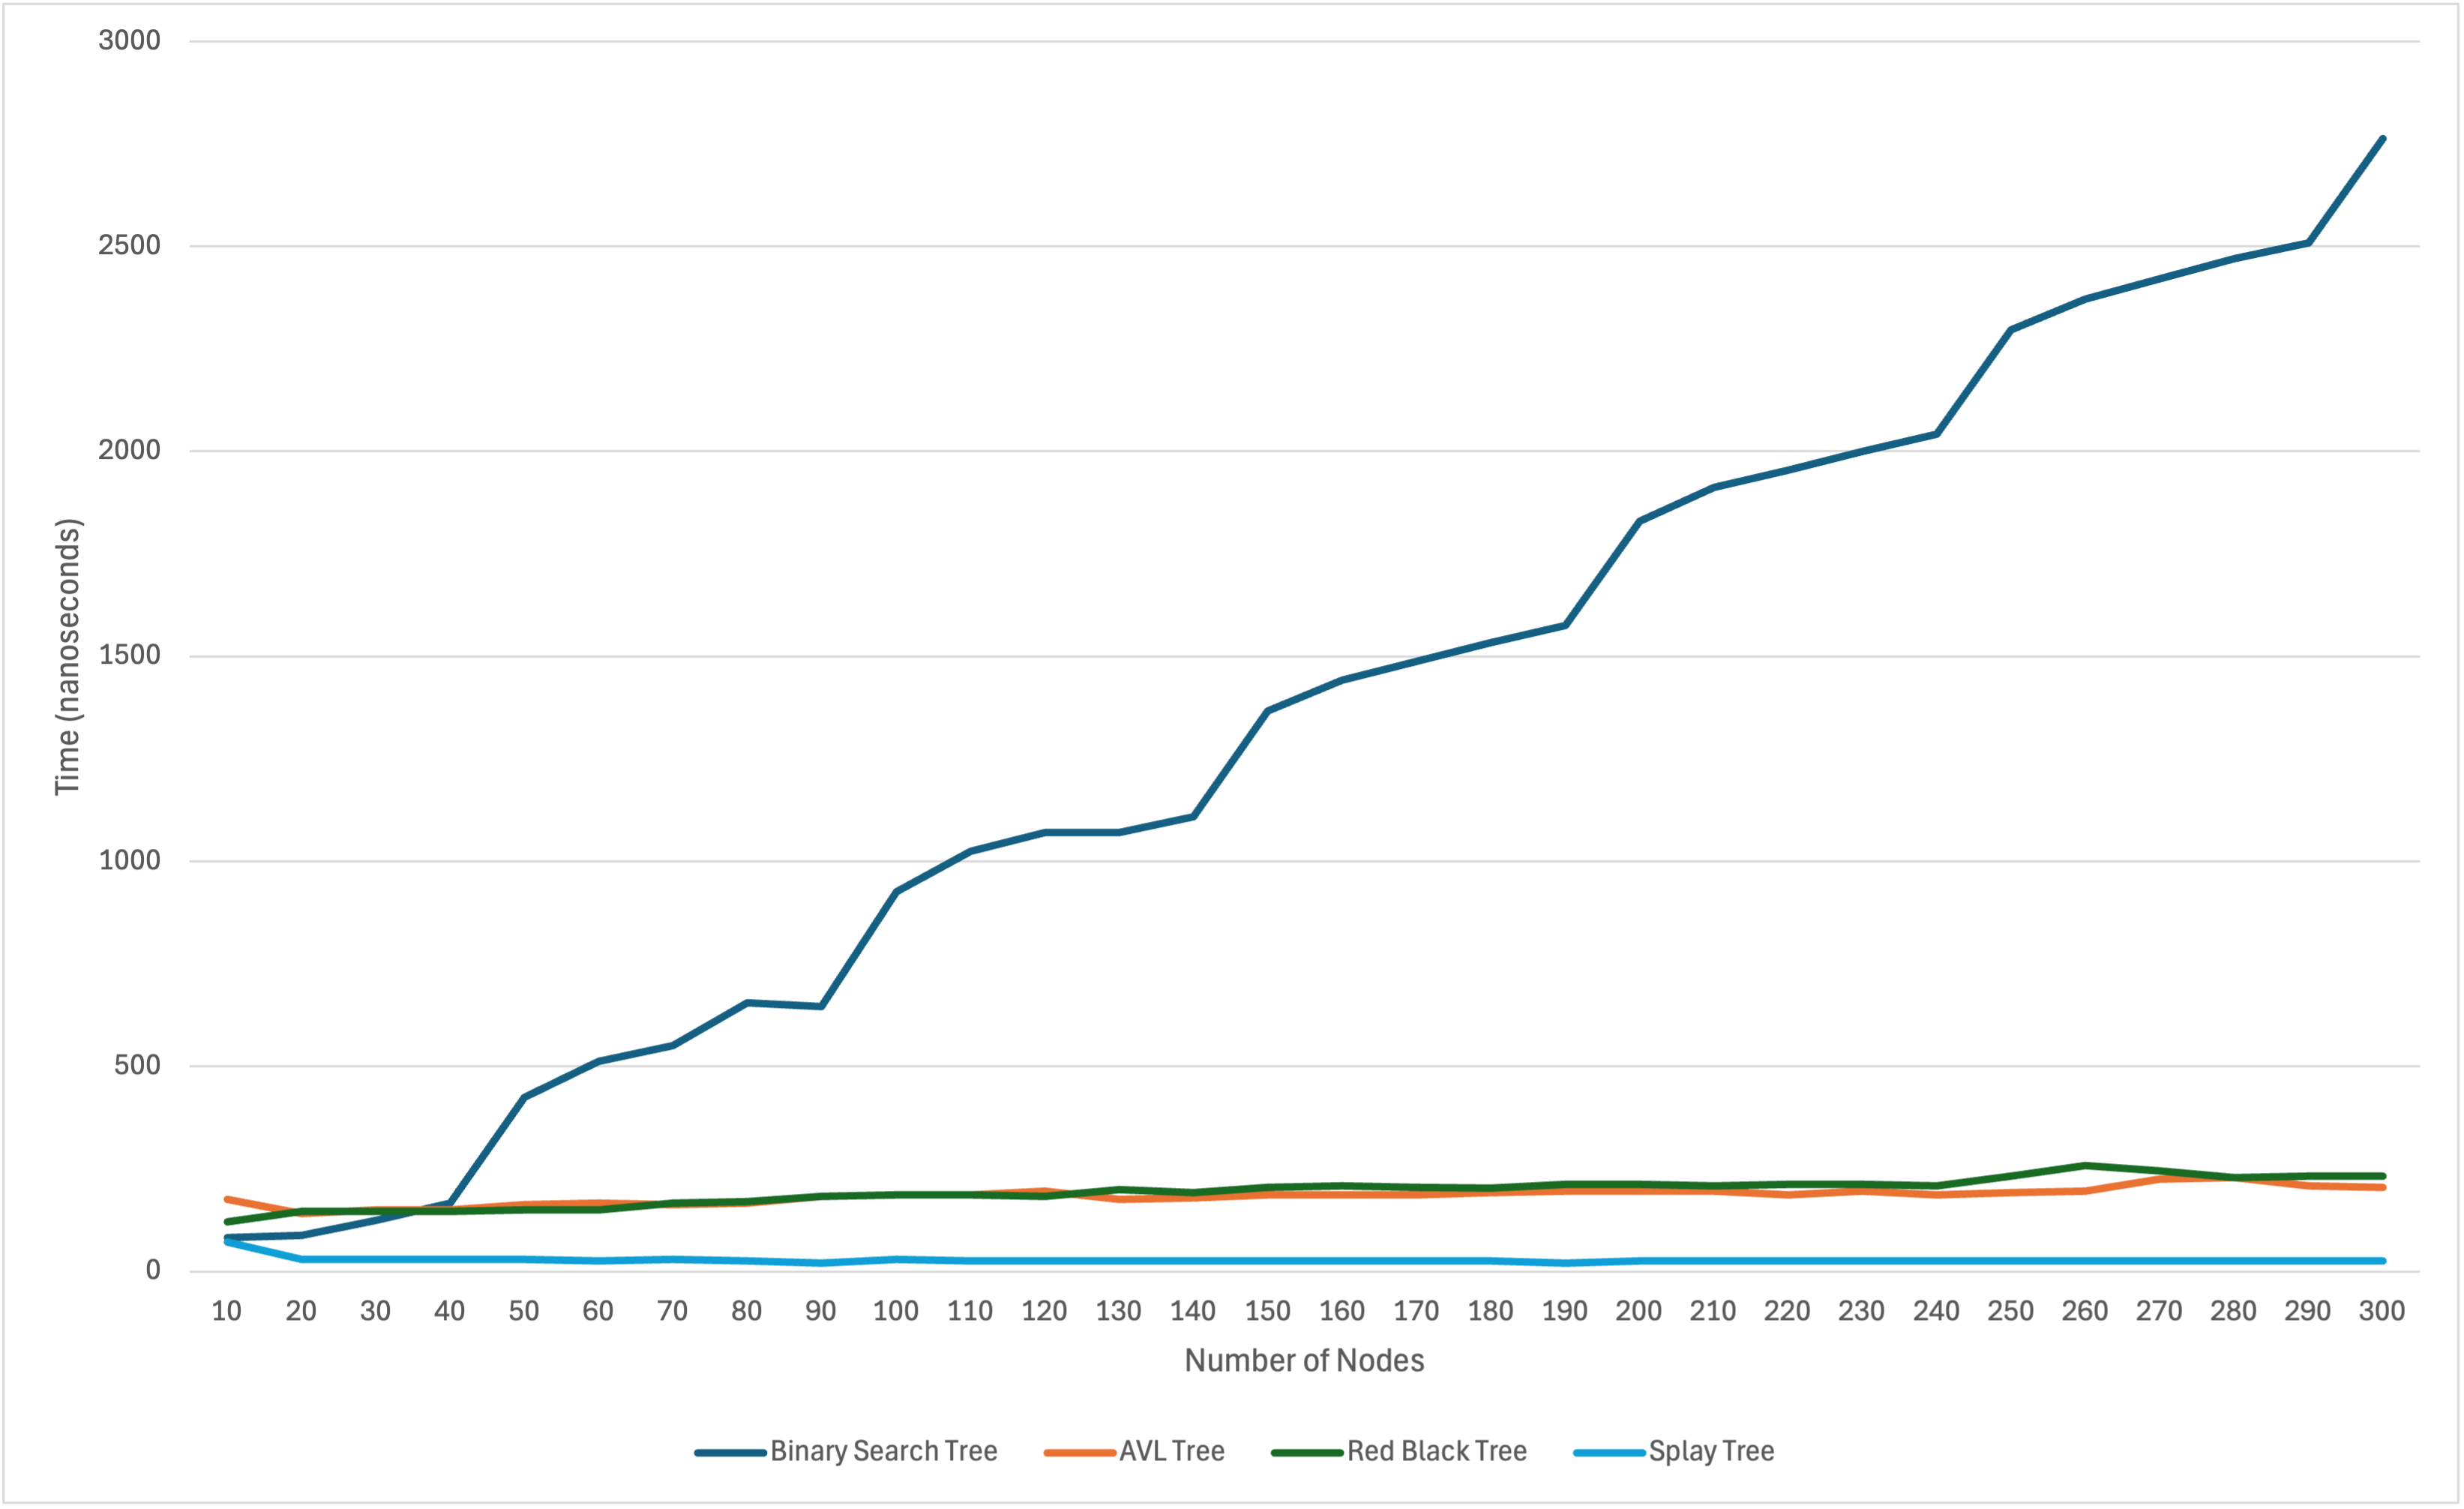 3000
2500
2000
1500
1000
500
0
Time (nanoseconds)
10 20 30 40 50 60 70 80 90 100 110 120 130 140 150 160 170 180 190 200 210 220 230 240 250 260 270 280 290 300
Number of Nodes
Binary Search Tree AVL Tree Red Black Tree Splay Tree